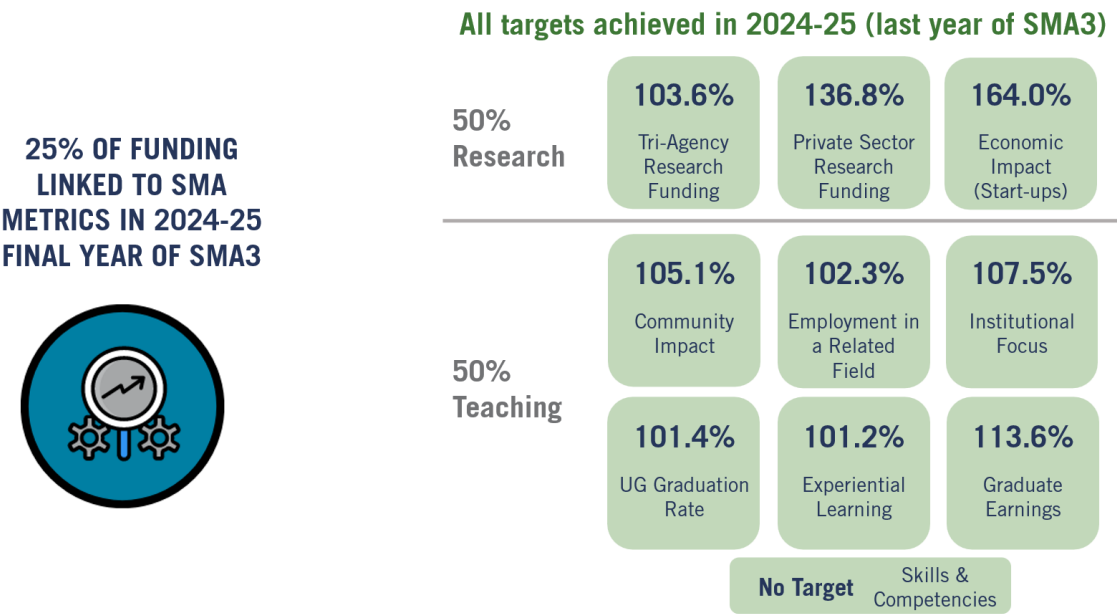 All targets achieved in 2024-25 (last year of SMA3)
25% OF FUNDING
LINKED TO SMA
METRICS IN 2024-25
FINAL YEAR OF SMA3
50%
Research
103.6%
Tri-Agency
Research
Funding
136.8%
Private Sector
Research
Funding
164.0%
Economic
Impact
(Start-ups)
50%
Teaching
105.1%
Community
Impact
102.3%
Employment in
a Related
Field
107.5%
Institutional
Focus
101.4%
UG Graduation
Rate
101.2%
Experiential
Learning
113.6%
Graduate
Earnings
No Target
Skills &
Competencies